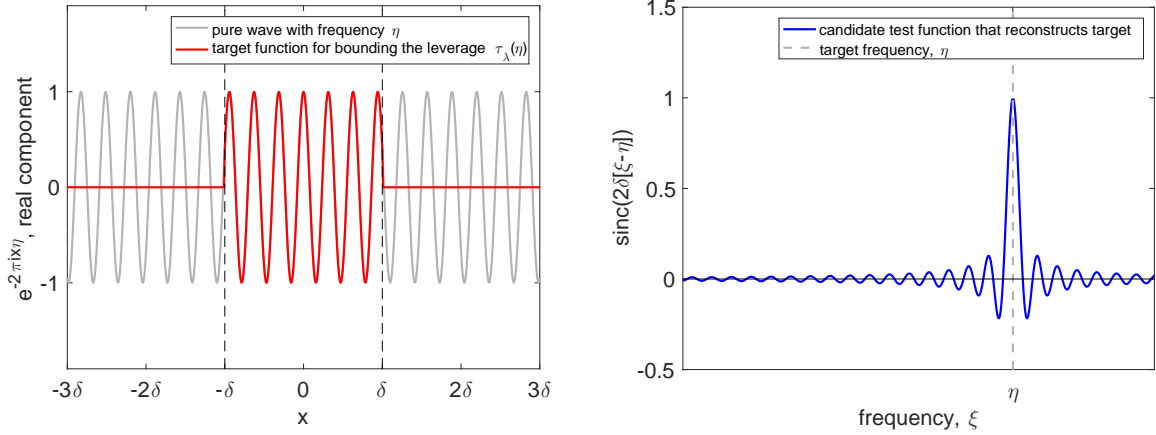 pure wave with frequency η
target function for bounding the leverage τ_λ(η)
e^{-2πixη}, real component
1
0
-1
-3δ -2δ -δ 0 δ 2δ 3δ
x
candidate test function that reconstructs target
target frequency, η
sinc(2δ[ξ-η])
1.5
1
0.5
0
-0.5
η
frequency, ξ